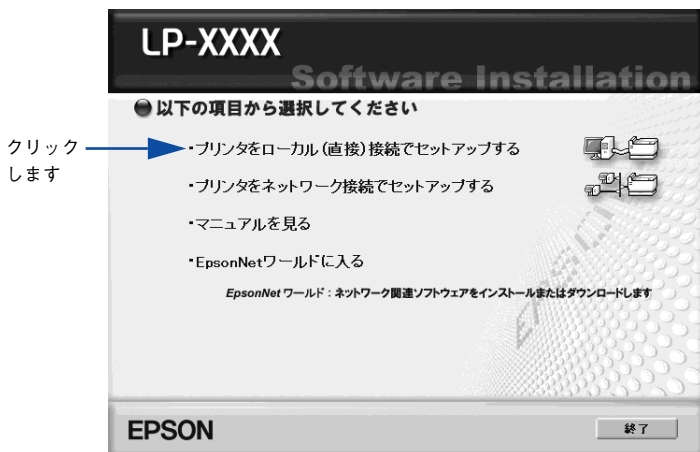 LP-XXXX
Software Installation
以下の項目から選択してください
クリック
します
・プリンタをローカル(直接)接続でセットアップする
・プリンタをネットワーク接続でセットアップする
・マニュアルを見る
・EpsonNetワールドに入る
EpsonNet ワールド：ネットワーク関連ソフトウェアをインストールまたはダウンロードします
EPSON
EPSON
終了